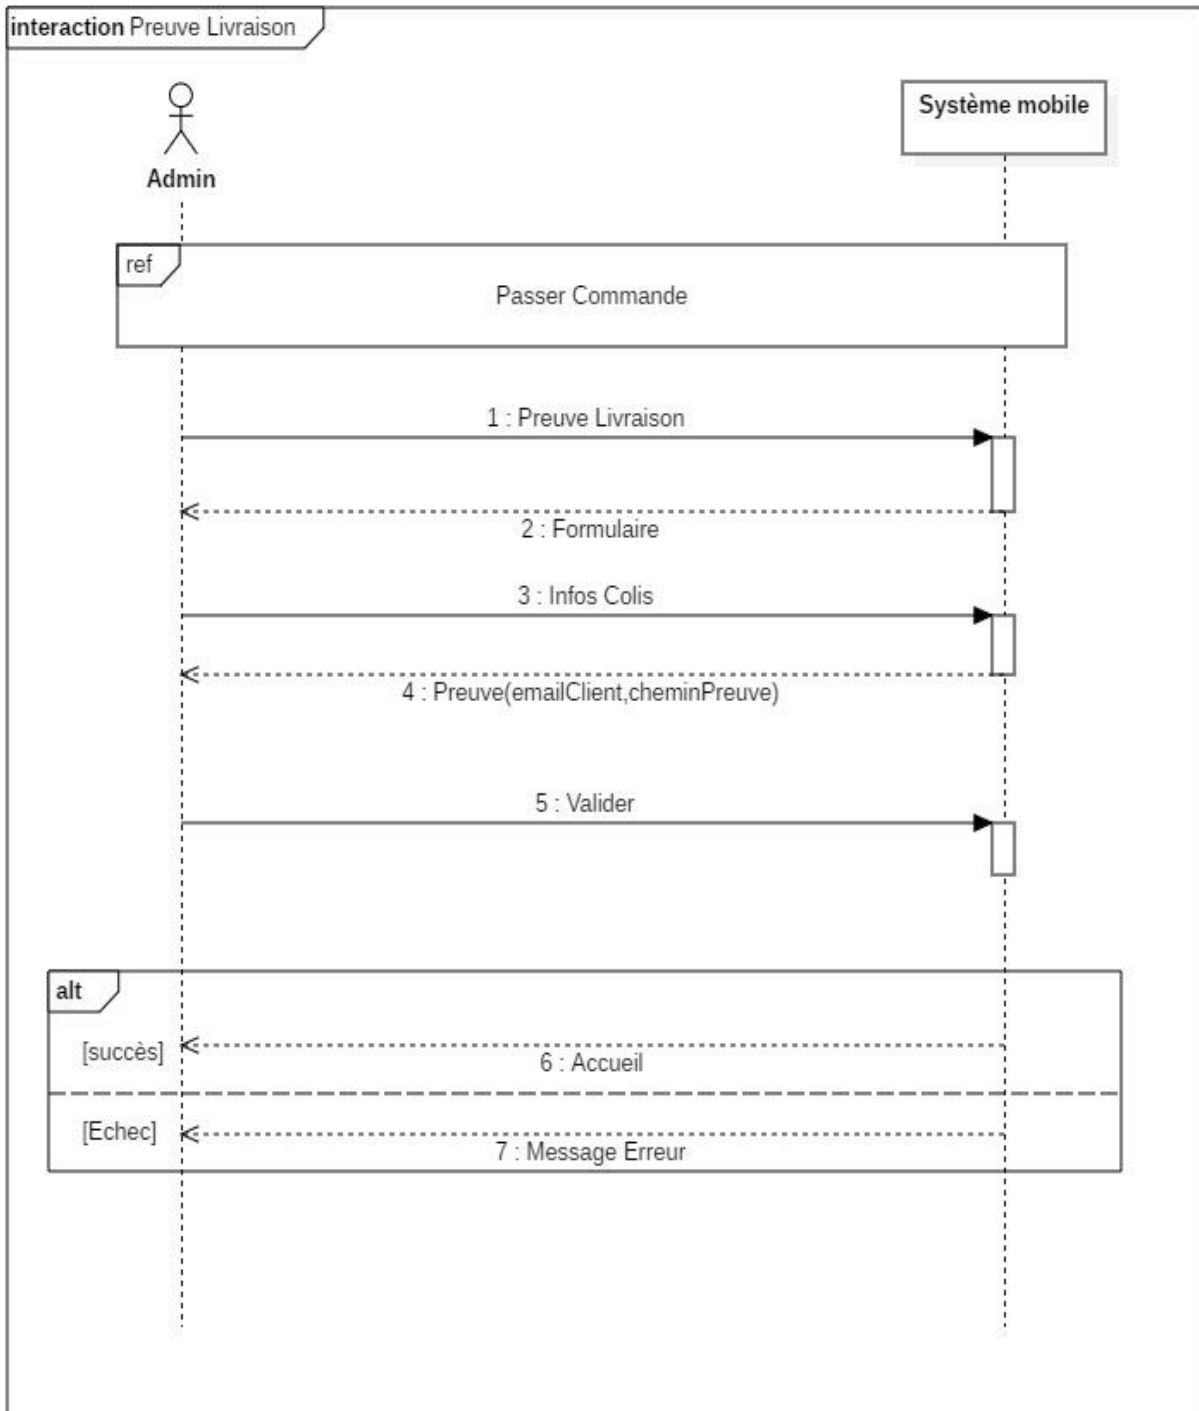 interaction Preuve Livraison
Système mobile
Admin
ref
Passer Commande
1 : Preuve Livraison
2 : Formulaire
3 : Infos Colis
4 : Preuve(emailClient,cheminPreuve)
5 : Valider
alt
[succès]
6 : Accueil
[Echec]
7 : Message Erreur